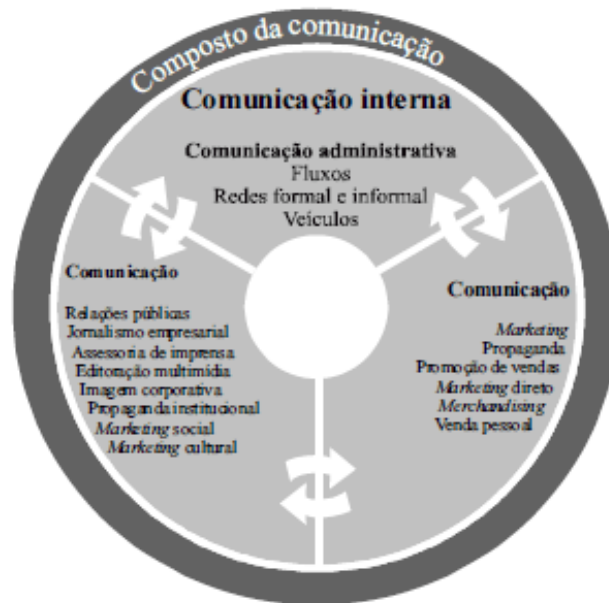 Composto da comunicação
Comunicação interna
Comunicação administrativa
Fluxos
Redes formal e informal
Veículos
Comunicação
Relações públicas
Jornalismo empresarial
Assessoria de imprensa
Editoração multimídia
Imagem corporativa
Propaganda institucional
Marketing social
Marketing cultural
Comunicação
Marketing
Propaganda
Promoção de vendas
Marketing direto
Merchandising
Venda pessoal